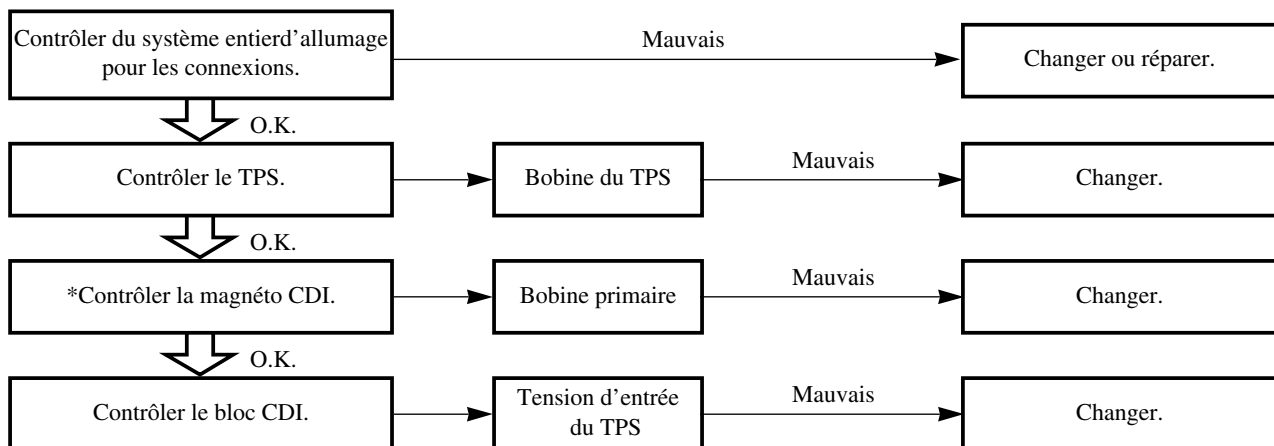 Contrôler du système entierd’allumage
pour les connexions.
Mauvais
Changer ou réparer.
O.K.
Contrôler le TPS.
Bobine du TPS
Mauvais
Changer.
O.K.
*Contrôler la magnéto CDI.
Bobine primaire
Mauvais
Changer.
O.K.
Contrôler le bloc CDI.
Tension d’entrée
du TPS
Mauvais
Changer.